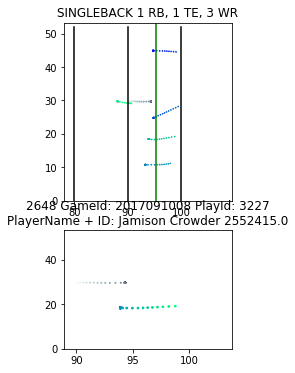 SINGLEBACK 1 RB, 1 TE, 3 WR
50
40
30
20
10
0
80 90 100
2648 GameId: 2017091008 PlayId: 3227
PlayerName + ID: Jamison Crowder 2552415.0
40
20
0
90 95 100